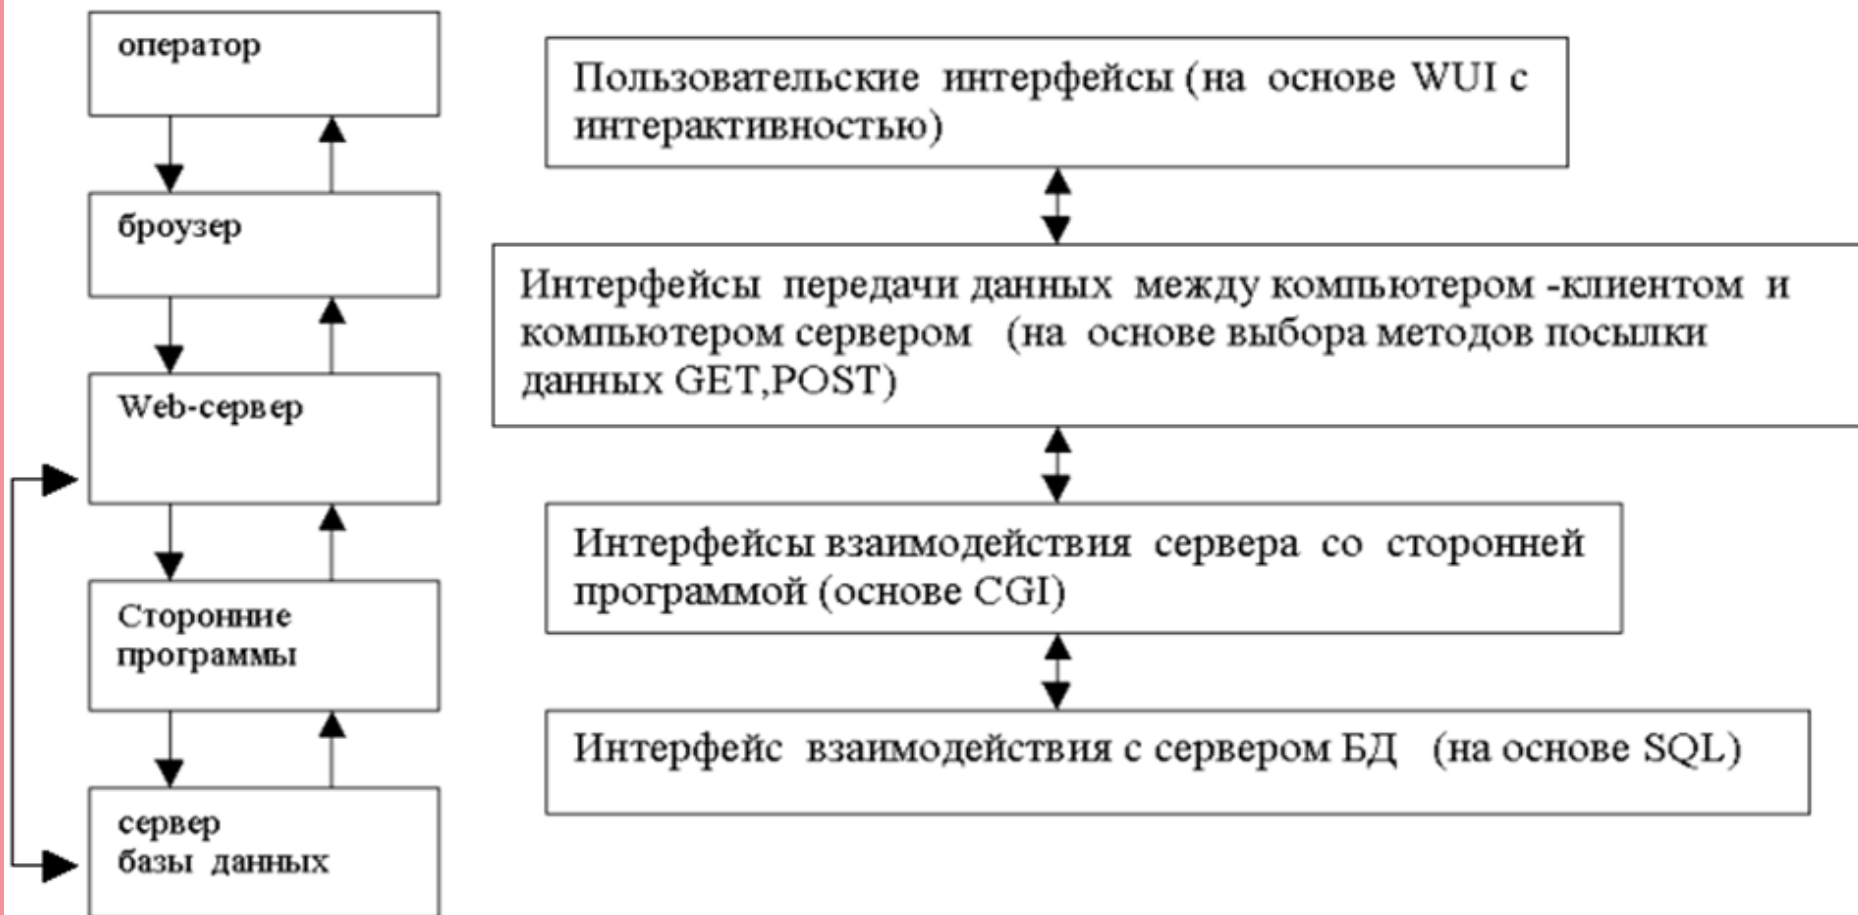 оператор
броузер
Web-сервер
Сторонние
программы
сервер
базы данных
Пользовательские интерфейсы (на основе WUI с
интерактивностью)
Интерфейсы передачи данных между компьютером -клиентом и
компьютером сервером (на основе выбора методов посылки
данных GET,POST)
Интерфейсы взаимодействия сервера со сторонней
программой (основе CGI)
Интерфейс взаимодействия с сервером БД (на основе SQL)